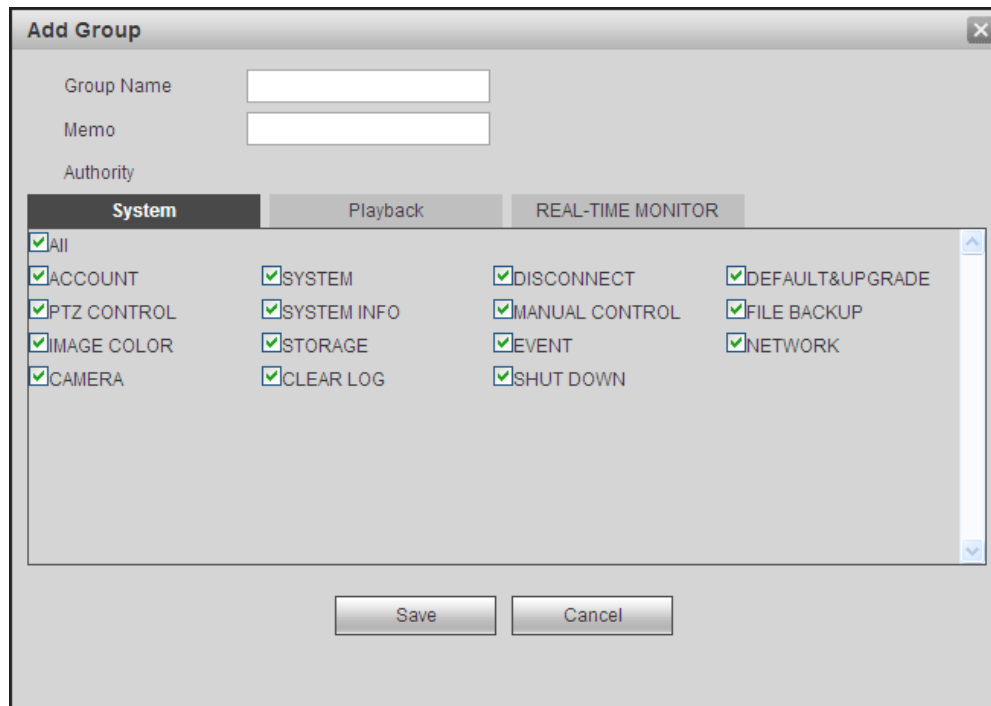 Add Group
Group Name
Memo
Authority
System Playback REAL-TIME MONITOR
All
ACCOUNT SYSTEM DISCONNECT DEFAULT&UPGRADE
PTZ CONTROL SYSTEM INFO MANUAL CONTROL FILE BACKUP
IMAGE COLOR STORAGE EVENT NETWORK
CAMERA CLEAR LOG SHUT DOWN
Save Cancel